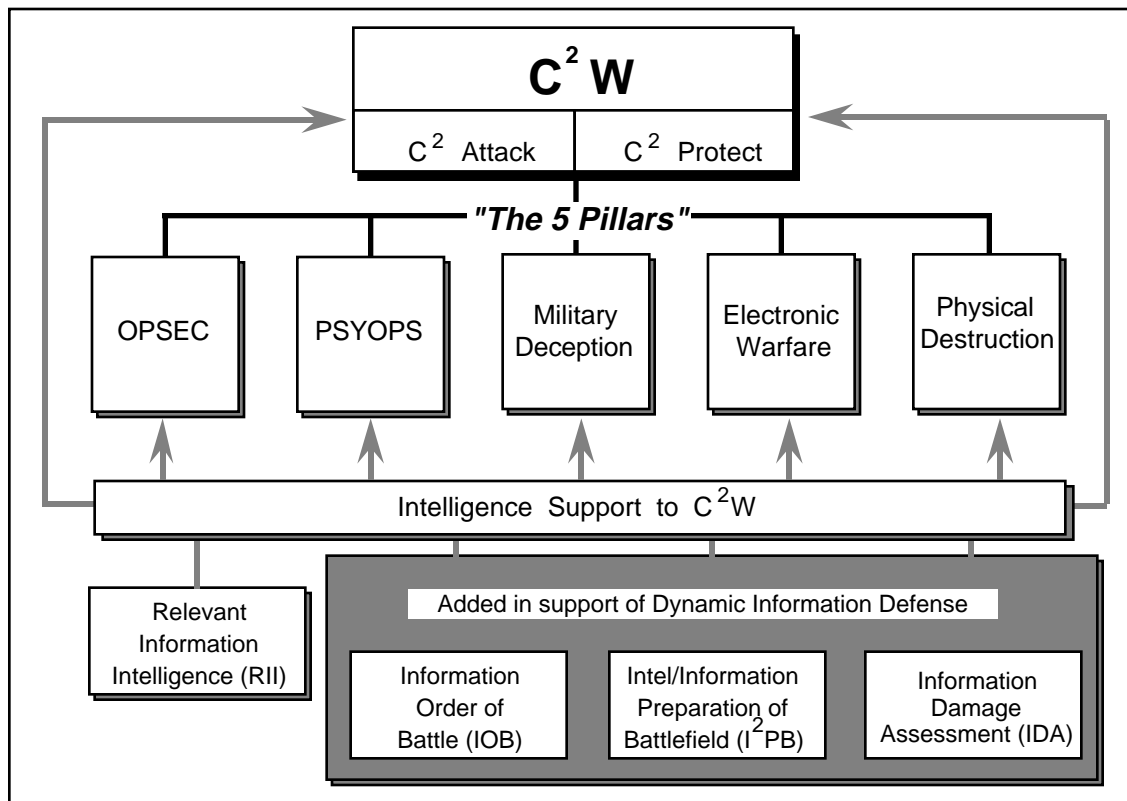 C² W
C² Attack
C² Protect
"The 5 Pillars"
OPSEC
PSYOPS
Military
Deception
Electronic
Warfare
Physical
Destruction
Intelligence Support to C²W
Relevant
Information
Intelligence (RII)
Added in support of Dynamic Information Defense
Information
Order of
Battle (IOB)
Intel/Information
Preparation of
Battlefield (I²PB)
Information
Damage
Assessment (IDA)